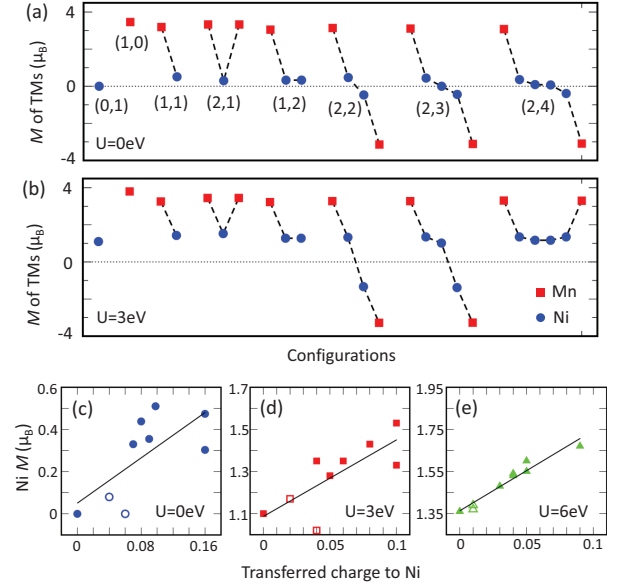 (a)
M of TMs (μB)
4
0
-4
(1,0)
(0,1)
(1,1)
(2,1)
(1,2)
(2,2)
(2,3)
(2,4)
U=0eV
(b)
M of TMs (μB)
4
2
0
-4
U=3eV
Mn
Ni
Configurations
(c)
Ni M (μB)
0.6
0.4
0.2
0.0
0
0.08
0.16
U=0eV
(d)
1.7
1.5
1.3
1.1
0
0.1
U=3eV
(e)
1.95
1.75
1.55
1.35
0
0.1
U=6eV
Transferred charge to Ni